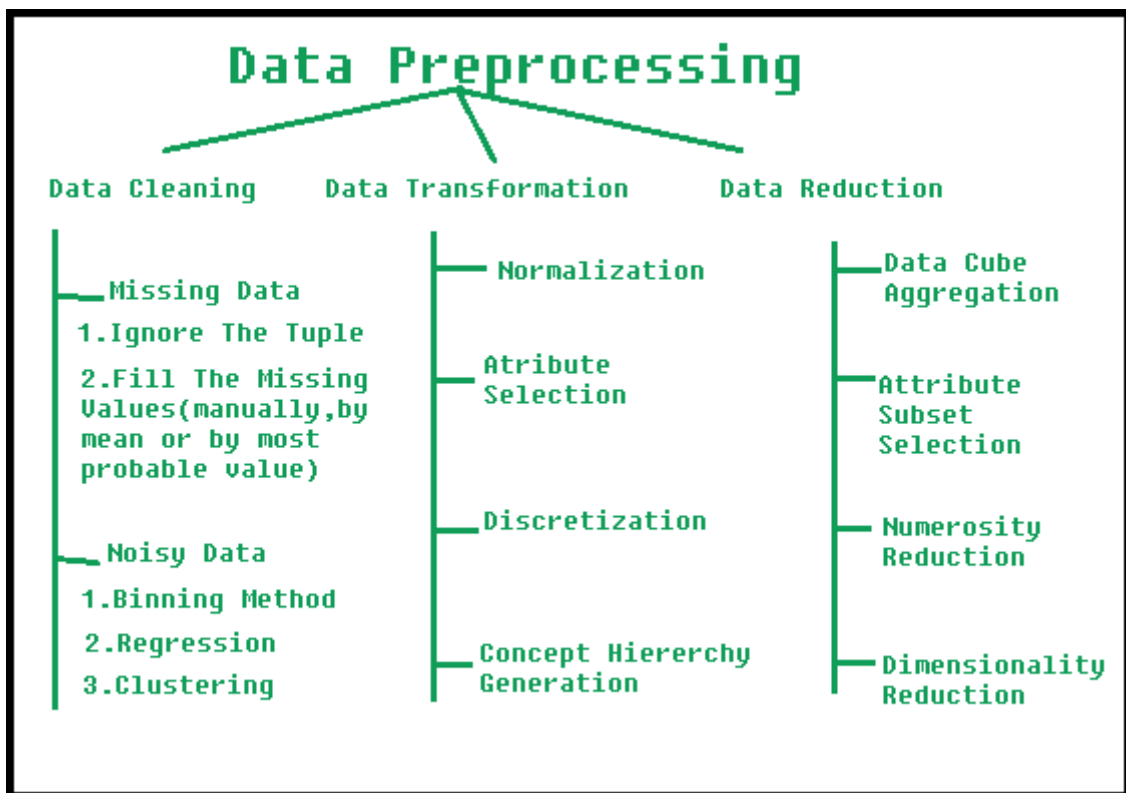 Data Preprocessing
Data Cleaning
Missing Data
1.Ignore The Tuple
2.Fill The Missing
Values(manually,by
mean or by most
probable value)
Noisy Data
1.Binning Method
2.Regression
3.Clustering
Data Transformation
Normalization
Atribute
Selection
Discretization
Concept Hiererchy
Generation
Data Reduction
Data Cube
Aggregation
Attribute
Subset
Selection
Numerosity
Reduction
Dimensionality
Reduction